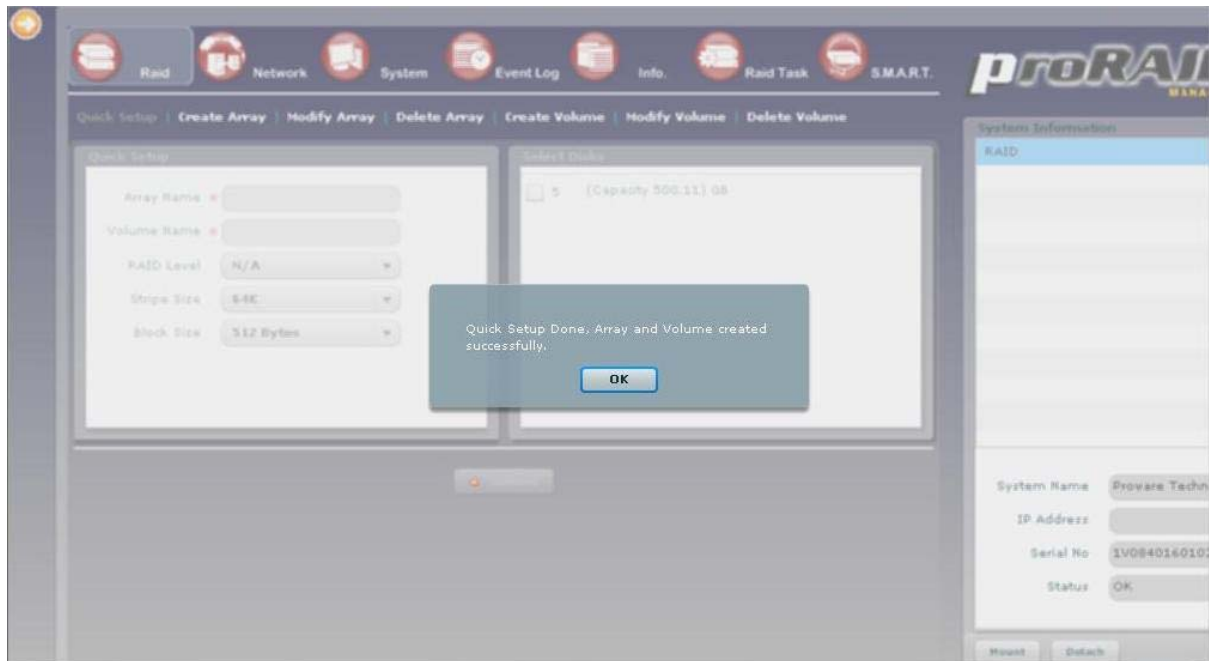 Raid
Network
System
Event Log
Info.
Raid Task
S.M.A.R.T.
proRAID
Quick Setup | Create Array | Modify Array | Delete Array | Create Volume | Modify Volume | Delete Volume
Quick Setup
Array Name *
Volume Name *
RAID Level N/A
Stripe Size 64K
Block Size 512 Bytes
Select Disks
5 (Capacity 500.11) GB
Quick Setup Done, Array and Volume created
successfully.
OK
System Information
RAID
System Name Proware Techn
IP Address
Serial No 1V0840160102
Status OK
Mount
Detach